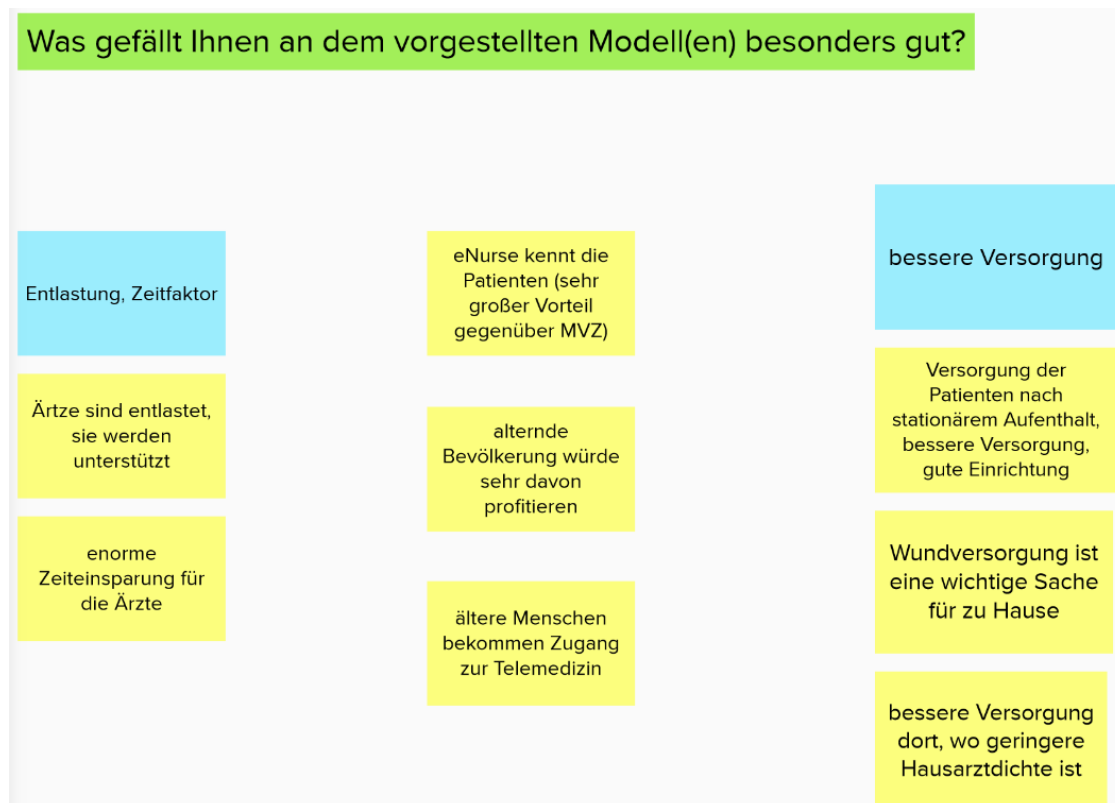 Was gefällt Ihnen an dem vorgestellten Modell(en) besonders gut?
Entlastung, Zeitfaktor
Ärtze sind entlastet,
sie werden
unterstützt
enorme
Zeiteinsparung für
die Ärzte
eNurse kennt die
Patienten (sehr
großer Vorteil
gegenüber MVZ)
alternde
Bevölkerung würde
sehr davon
profitieren
ältere Menschen
bekommen Zugang
zur Telemedizin
bessere Versorgung
Versorgung der
Patienten nach
stationärem Aufenthalt,
bessere Versorgung,
gute Einrichtung
Wundversorgung ist
eine wichtige Sache
für zu Hause
bessere Versorgung
dort, wo geringere
Hausarztdichte ist